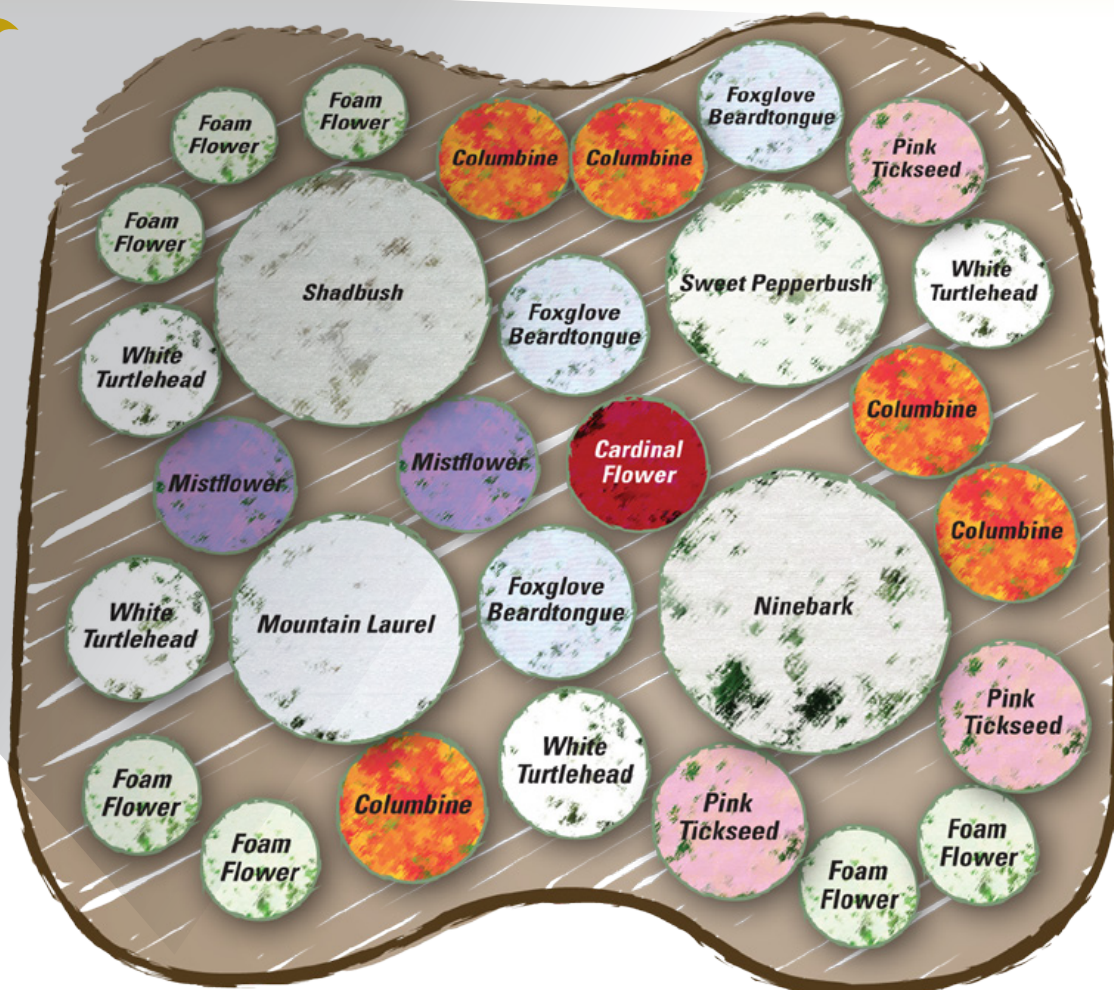 Foam
Flower
Foam
Flower
Columbine
Columbine
Foxglove
Beardtongue
Pink
Tickseed
Foam
Flower
Shadbush
Foxglove
Beardtongue
Sweet Pepperbush
White
Turtlehead
White
Turtlehead
Columbine
Mistflower
Mistflower
Cardinal
Flower
Columbine
White
Turtlehead
Mountain Laurel
Foxglove
Beardtongue
Ninebark
Pink
Tickseed
Foam
Flower
Foam
Flower
Columbine
White
Turtlehead
Pink
Tickseed
Foam
Flower
Foam
Flower